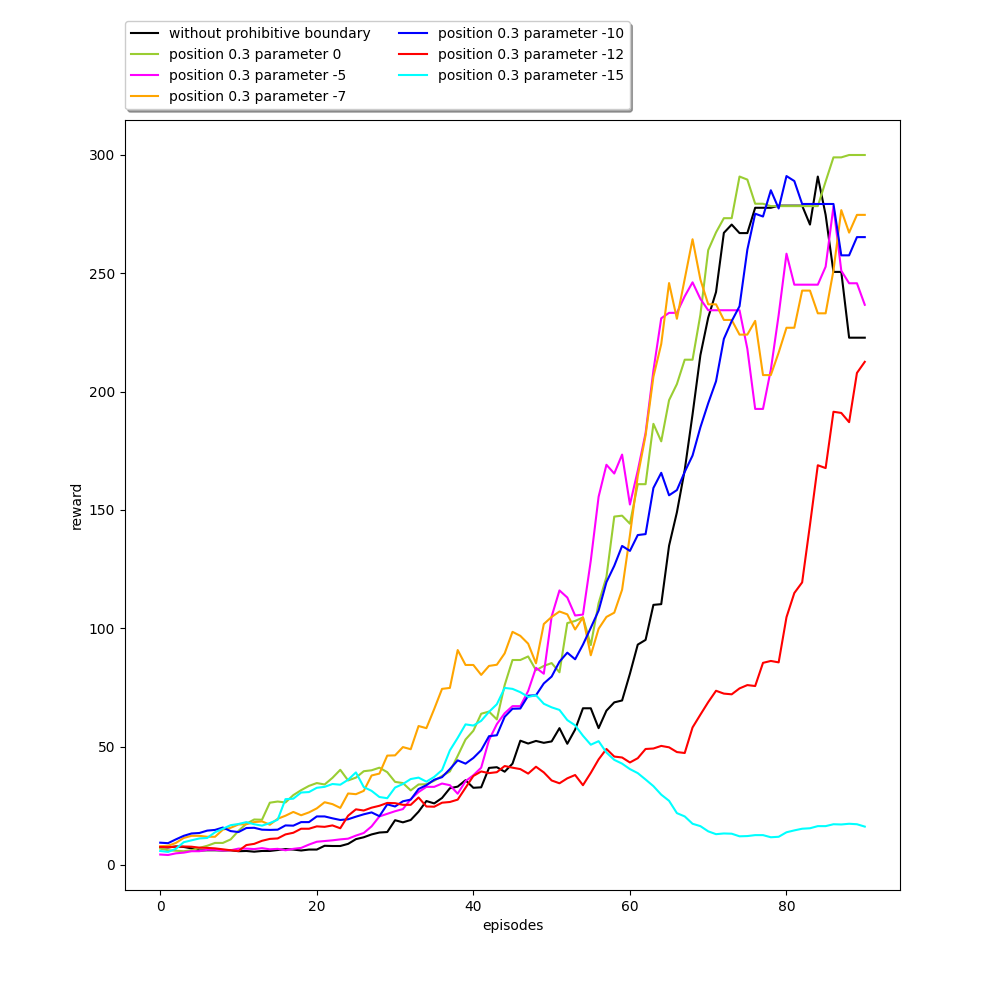 without prohibitive boundary
position 0.3 parameter 0
position 0.3 parameter -5
position 0.3 parameter -7
position 0.3 parameter -10
position 0.3 parameter -12
position 0.3 parameter -15
300
250
200
150
100
50
0
reward
0 20 40 60 80
episodes